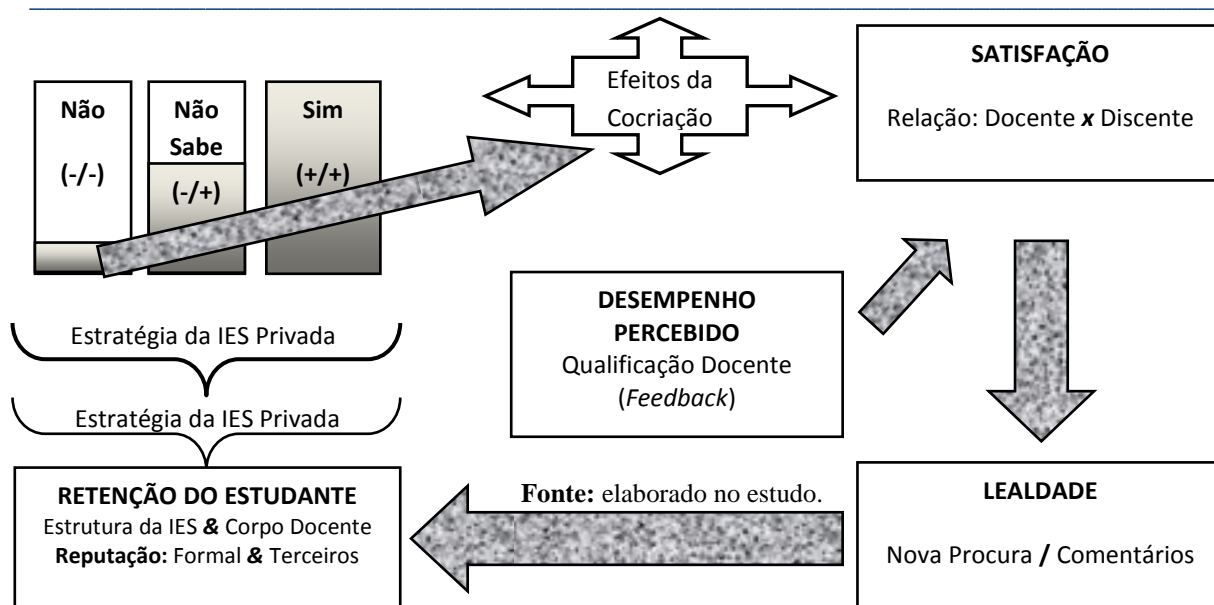 Não
(-/-)
Não
Sabe
(-/+)
Sim
(+/+)
Efeitos da
Cocriação
SATISFAÇÃO
Relação: Docente x Discente
DESEMPENHO
PERCEBIDO
Qualificação Docente
(Feedback)
Estratégia da IES Privada
Estratégia da IES Privada
RETENÇÃO DO ESTUDANTE
Estrutura da IES & Corpo Docente
Reputação: Formal & Terceiros
Fonte: elaborado no estudo.
LEALDADE
Nova Procura / Comentários